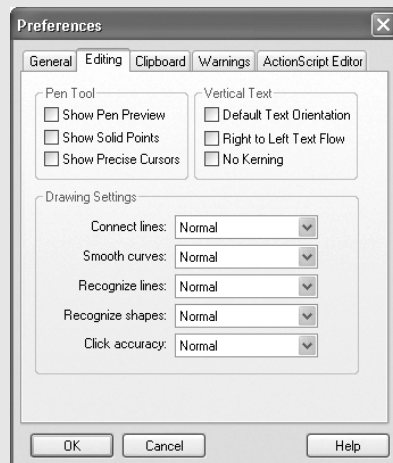 Preferences
General Editing Clipboard Warnings ActionScript Editor
Pen Tool
Show Pen Preview
Show Solid Points
Show Precise Cursors
Vertical Text
Default Text Orientation
Right to Left Text Flow
No Kerning
Drawing Settings
Connect lines: Normal
Smooth curves: Normal
Recognize lines: Normal
Recognize shapes: Normal
Click accuracy: Normal
OK Cancel Help